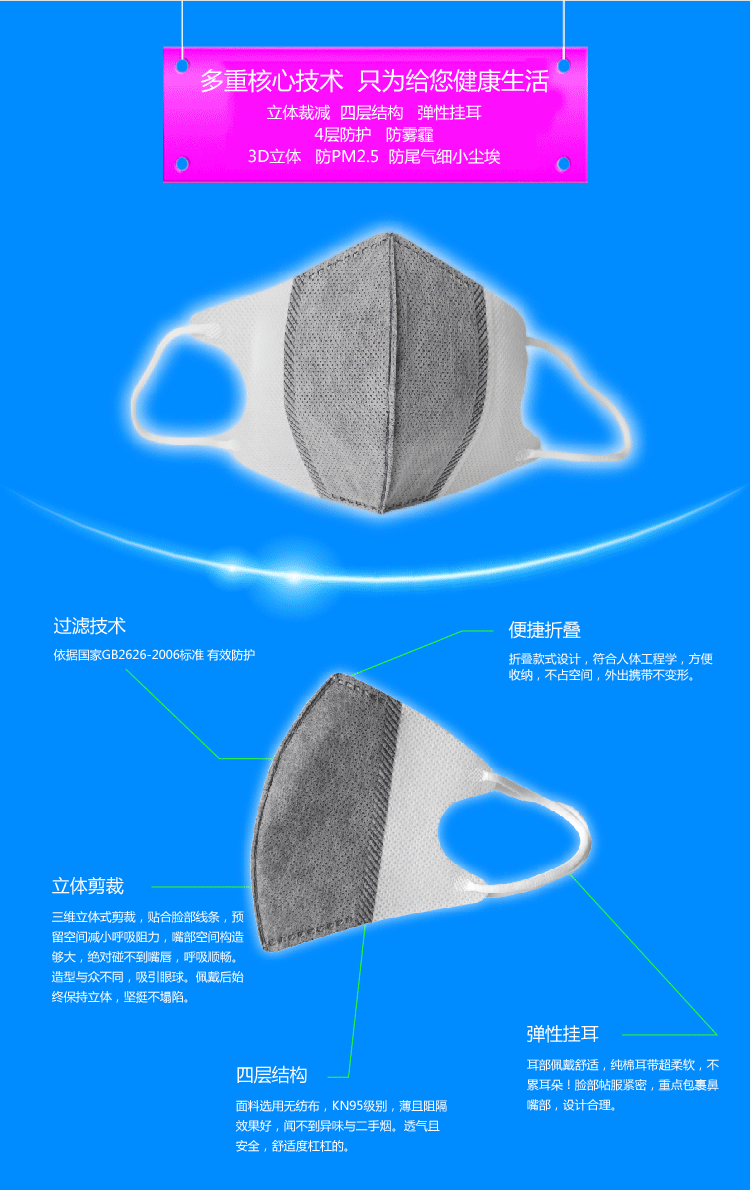 多重核心技术 只为给您健康生活
立体裁减 四层结构 弹性挂耳
4层防护 防雾霾
3D立体 防PM2.5 防尾气细小尘埃
过滤技术
依据国家GB2626-2006标准 有效防护
便捷折叠
折叠款式设计，符合人体工程学，方便
收纳，不占空间，外出携带不变形。
立体剪裁
三维立体式剪裁，贴合脸部线条，预
留空间减小呼吸阻力，嘴部空间构造
够大，绝对碰不到嘴唇，呼吸顺畅。
造型与众不同，吸引眼球。佩戴后始
终保持立体，坚挺不塌陷。
弹性挂耳
耳部佩戴舒适，纯棉耳带超柔软，不
累耳朵！脸部帖服紧密，重点包裹鼻
嘴部，设计合理。
四层结构
面料选用无纺布，KN95级别，薄且阻隔
效果好，闻不到异味与二手烟。透气且
安全，舒适度杠杠的。